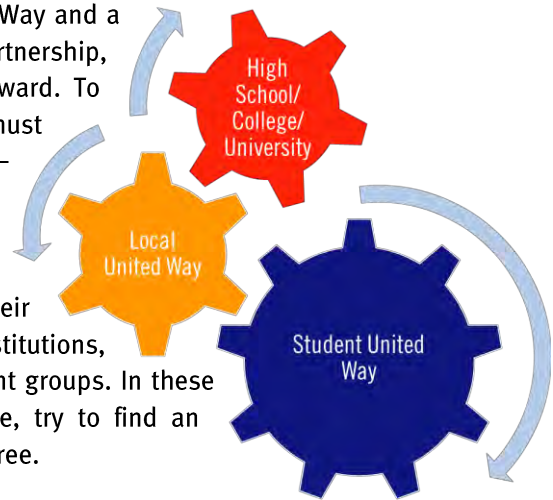 Way and a
rtnership,
ward. To
must
–
eir
stitutions,
nt groups. In these
e, try to find an
ree.
High
School/
College/
University
Local
United Way
Student United
Way